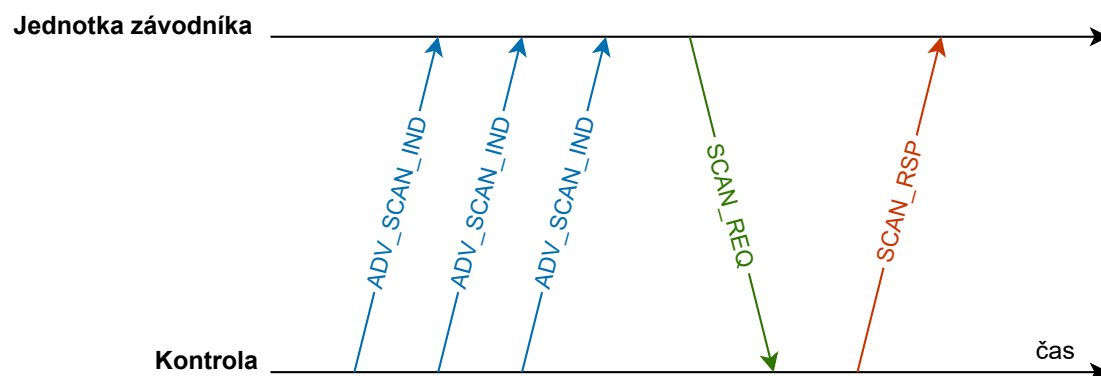 Jednotka závodníka
ADV_SCAN_IND
ADV_SCAN_IND
ADV_SCAN_IND
SCAN_REQ
SCAN_RSP
Kontrola
čas